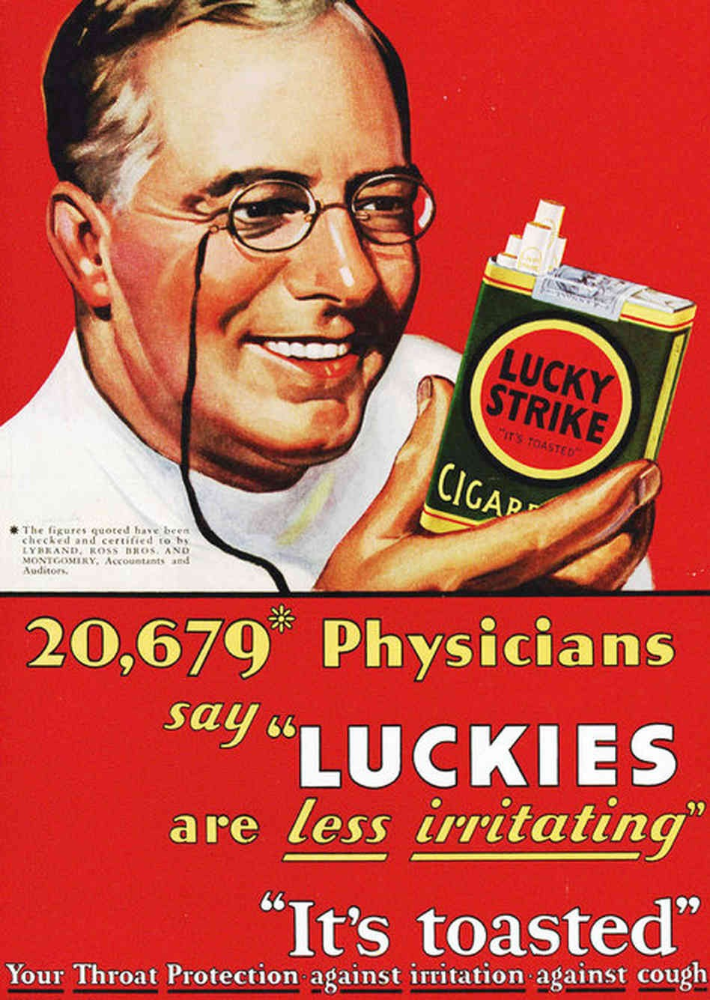 LUCKY
STRIKE
"IT'S TOASTED"
CIGARE
✷ The figures quoted have been
checked and certified to by
LYBRAND, ROSS BROS. AND
MONTGOMERY, Accountants and
Auditors.
20,679* Physicians
say "LUCKIES
are less irritating"
"It's toasted"
Your Throat Protection·against irritation·against cough